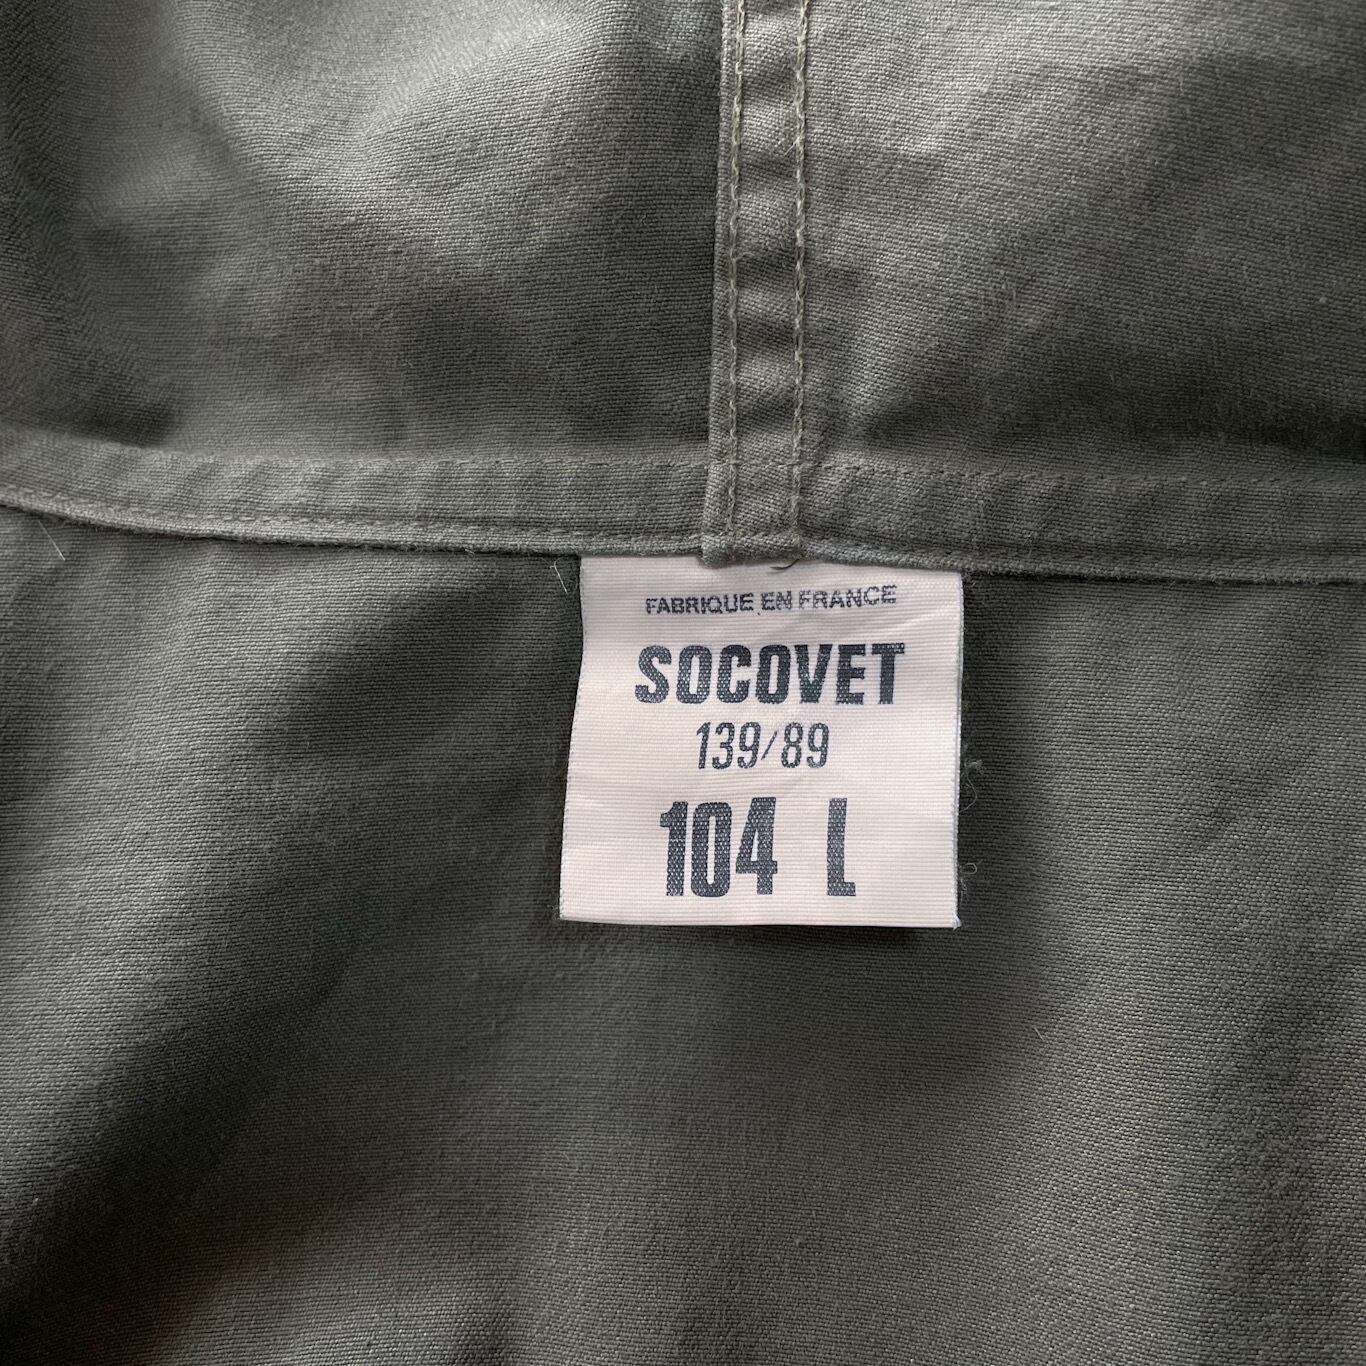 FABRIQUE EN FRANCE
SOCOVET
139/89
104 L